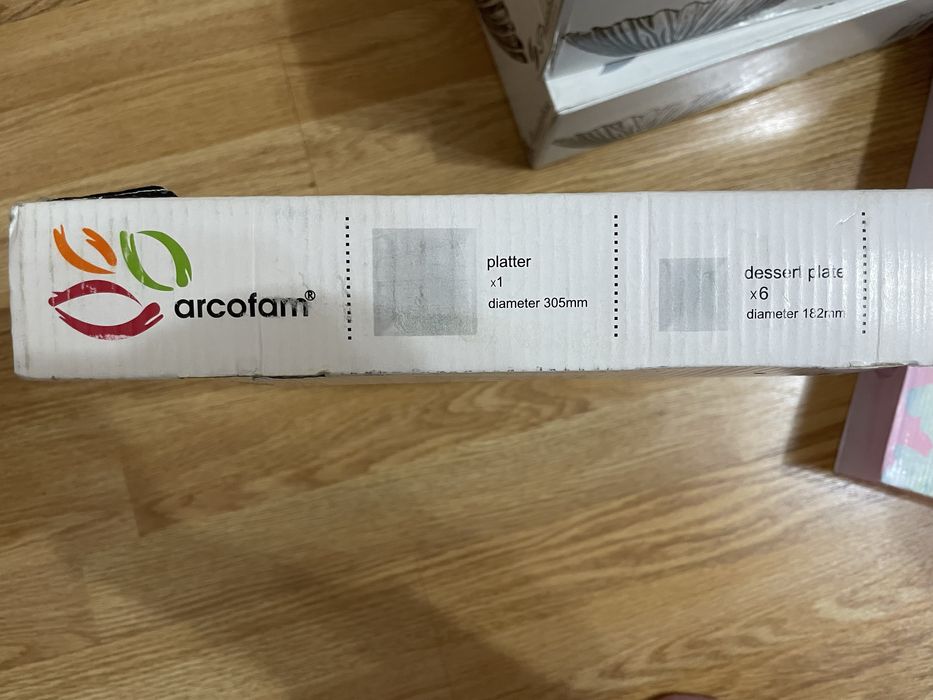 arcofam®
platter
x1
diameter 305mm
dessert plate
x6
diameter 182mm